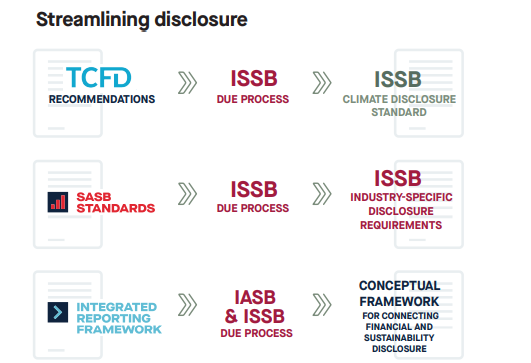 Streamlining disclosure
TCFD
RECOMMENDATIONS
ISSB
DUE PROCESS
ISSB
CLIMATE DISCLOSURE
STANDARD
SASB
STANDARDS
ISSB
DUE PROCESS
ISSB
INDUSTRY-SPECIFIC
DISCLOSURE
REQUIREMENTS
INTEGRATED
REPORTING
FRAMEWORK
IASB
& ISSB
DUE PROCESS
CONCEPTUAL
FRAMEWORK
FOR CONNECTING
FINANCIAL AND
SUSTAINABILITY
DISCLOSURE